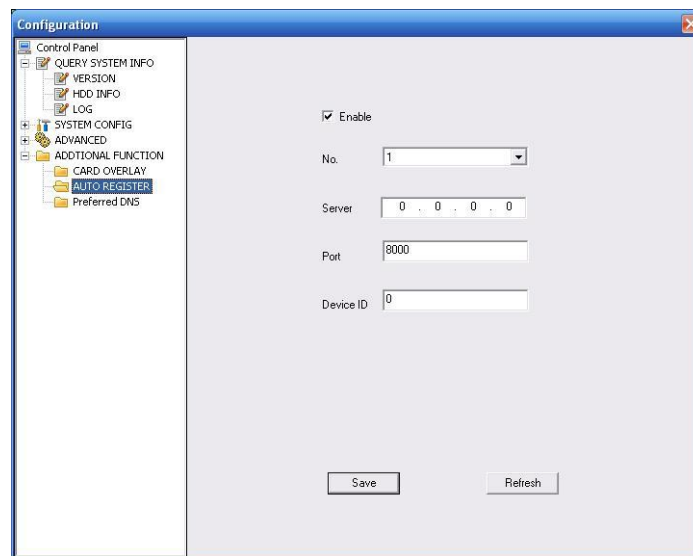 Configuration
Control Panel
QUERY SYSTEM INFO
VERSION
HDD INFO
LOG
SYSTEM CONFIG
ADVANCED
ADDTIONAL FUNCTION
CARD OVERLAY
AUTO REGISTER
Preferred DNS
Enable
No. 1
Server 0 . 0 . 0 . 0
Port 8000
Device ID 0
Save Refresh